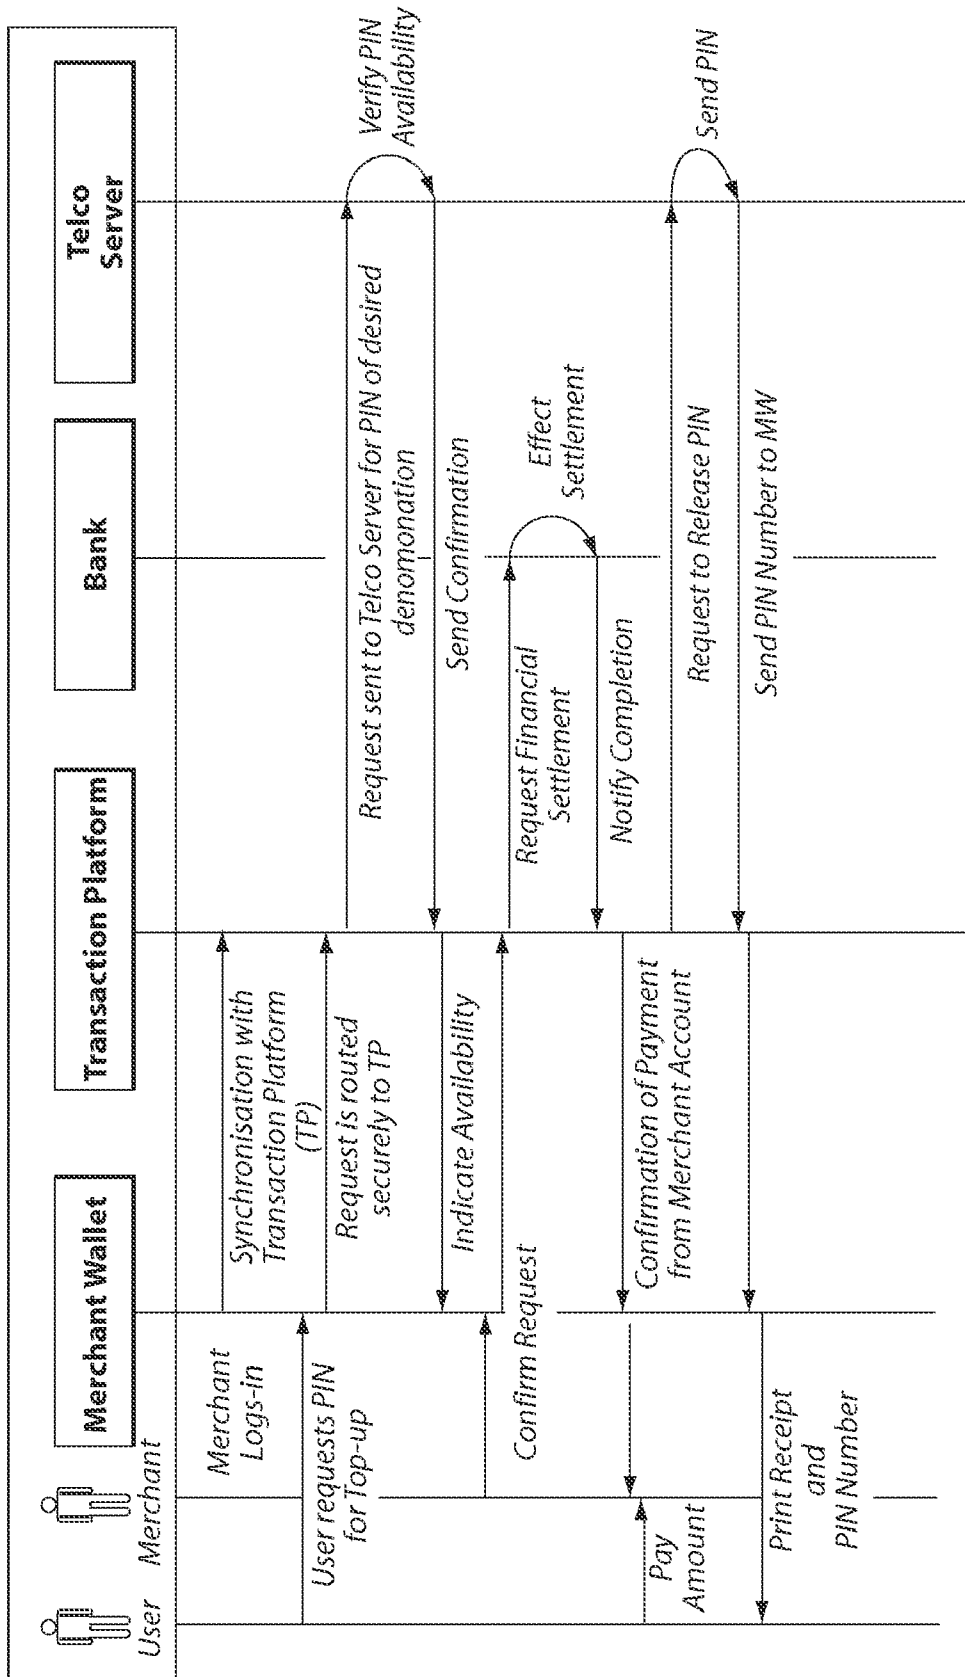 User
Merchant
Merchant Wallet
Transaction Platform
Bank
Telco
Server
Merchant
Logs-in
Synchronisation with
Transaction Platform
(TP)
User requests PIN
for Top-up
Request is routed
securely to TP
Request sent to Telco Server for PIN of desired
denomonation
Verify PIN
Availability
Send Confirmation
Indicate Availability
Confirm Request
Request Financial
Settlement
Effect
Settlement
Notify Completion
Confirmation of Payment
from Merchant Account
Pay
Amount
Request to Release PIN
Send PIN
Send PIN Number to MW
Print Receipt
and
PIN Number